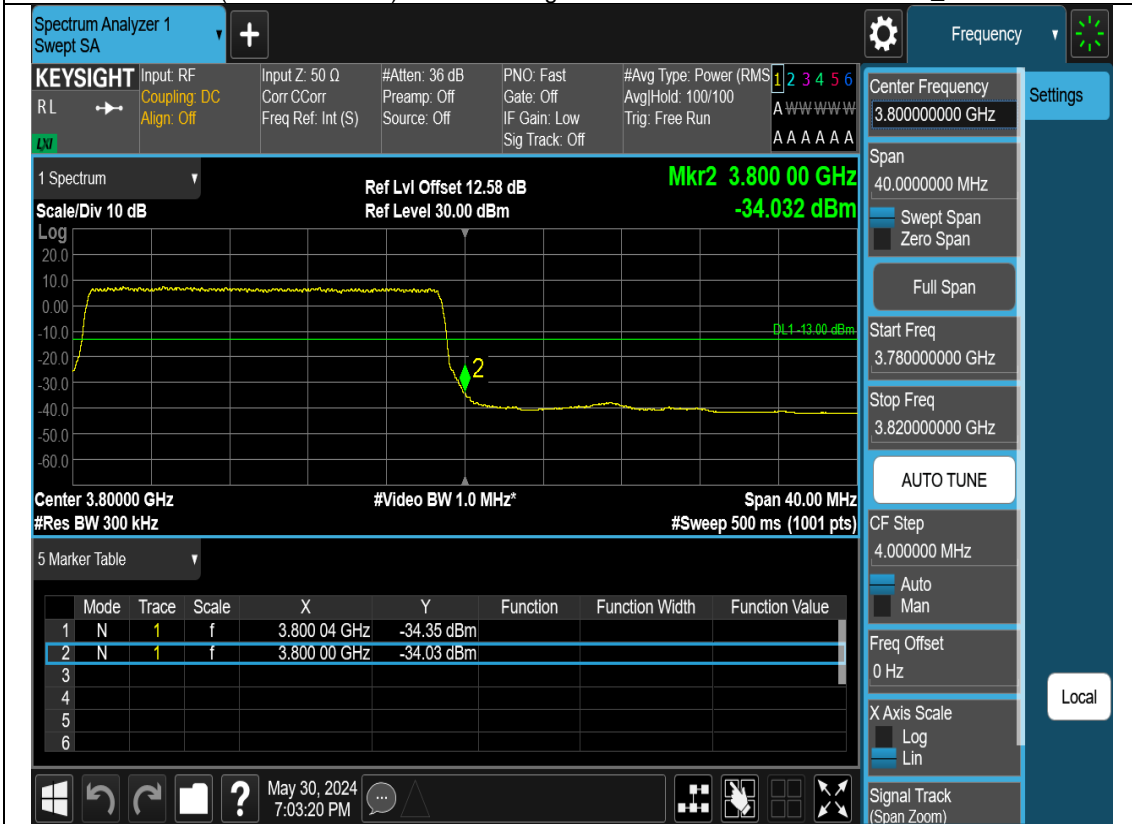 Spectrum Analyzer 1
Swept SA
+
Frequency
KEYSIGHT
RL
LXI
Input: RF
Coupling: DC
Align: Off
Input Z: 50 Ω
Corr CCorr
Freq Ref: Int (S)
#Atten: 36 dB
Preamp: Off
Source: Off
PNO: Fast
Gate: Off
IF Gain: Low
Sig Track: Off
#Avg Type: Power (RMS
Avg|Hold: 100/100
Trig: Free Run
1 2 3 4 5 6
A W W W W W
A A A A A A
Center Frequency
3.800000000 GHz
Settings
Span
40.0000000 MHz
Swept Span
Zero Span
Full Span
Start Freq
3.780000000 GHz
Stop Freq
3.820000000 GHz
AUTO TUNE
CF Step
4.000000 MHz
Auto
Man
Freq Offset
0 Hz
X Axis Scale
Log
Lin
Signal Track
(Span Zoom)
Local
1 Spectrum
Scale/Div 10 dB
Ref Lvl Offset 12.58 dB
Ref Level 30.00 dBm
Mkr2 3.800 00 GHz
-34.032 dBm
Log
20.0
10.0
0.00
-10.0
-20.0
-30.0
-40.0
-50.0
-60.0
DL1 -13.00 dBm
2
Center 3.80000 GHz
#Video BW 1.0 MHz*
Span 40.00 MHz
#Res BW 300 kHz
#Sweep 500 ms (1001 pts)
5 Marker Table
Mode Trace Scale X Y Function Function Width Function Value
1 N 1 f 3.800 04 GHz -34.35 dBm
2 N 1 f 3.800 00 GHz -34.03 dBm
3
4
5
6
?
May 30, 2024
7:03:20 PM